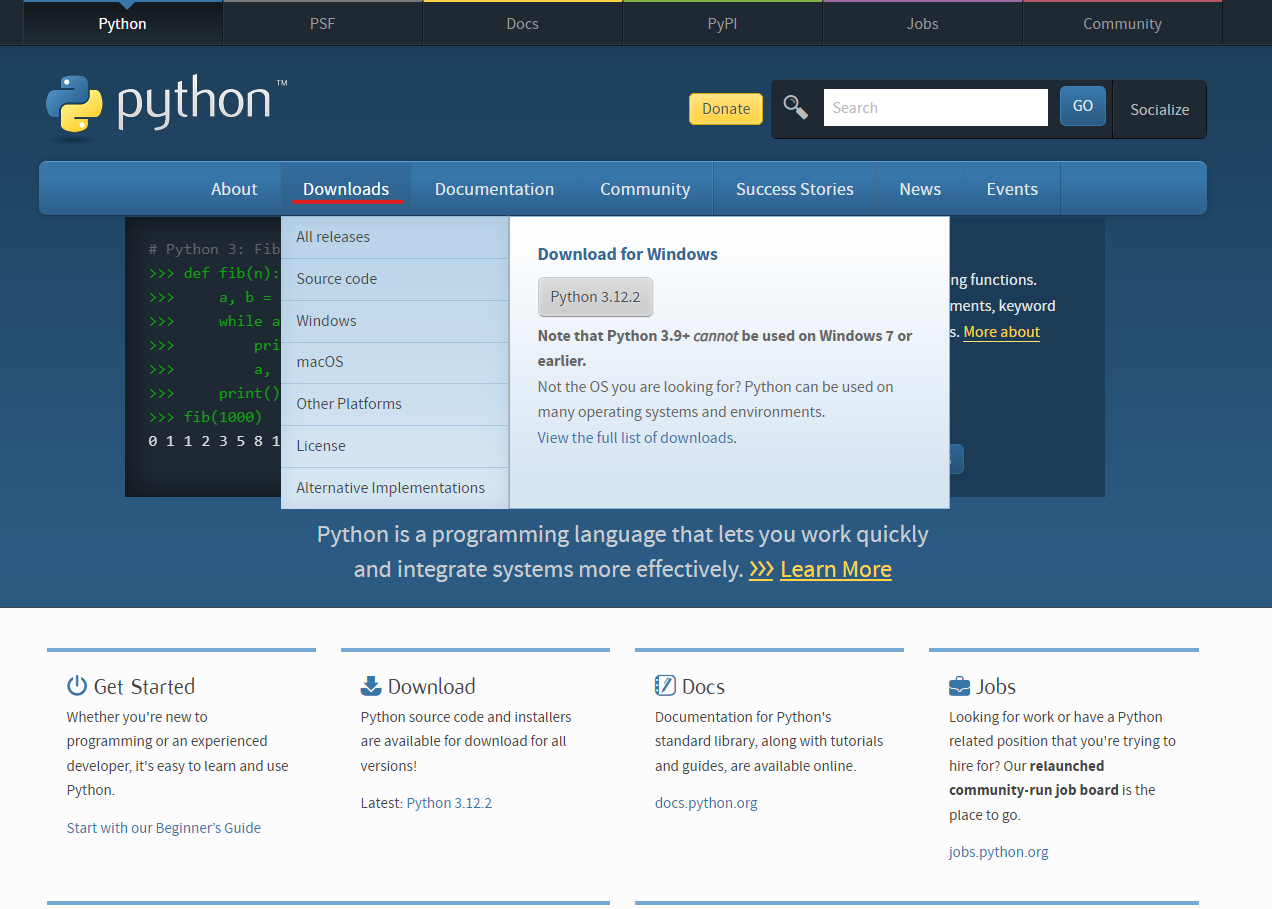 Python
PSF
Docs
PyPI
Jobs
Community
python™
Donate
Search
GO
Socialize
About
Downloads
Documentation
Community
Success Stories
News
Events
# Python 3: Fib
>>> def fib(n):
>>> a, b =
>>> while a
>>> pri
>>> a,
>>> print()
>>> fib(1000)
0 1 1 2 3 5 8 1
All releases
Source code
Windows
macOS
Other Platforms
License
Alternative Implementations
Download for Windows
Python 3.12.2
Note that Python 3.9+ cannot be used on Windows 7 or
earlier.
Not the OS you are looking for? Python can be used on
many operating systems and environments.
View the full list of downloads.
ng functions.
ments, keyword
s. More about
Python is a programming language that lets you work quickly
and integrate systems more effectively. >>> Learn More
Get Started
Whether you're new to
programming or an experienced
developer, it's easy to learn and use
Python.
Start with our Beginner’s Guide
Download
Python source code and installers
are available for download for all
versions!
Latest: Python 3.12.2
Docs
Documentation for Python's
standard library, along with tutorials
and guides, are available online.
docs.python.org
Jobs
Looking for work or have a Python
related position that you're trying to
hire for? Our relaunched
community-run job board is the
place to go.
jobs.python.org